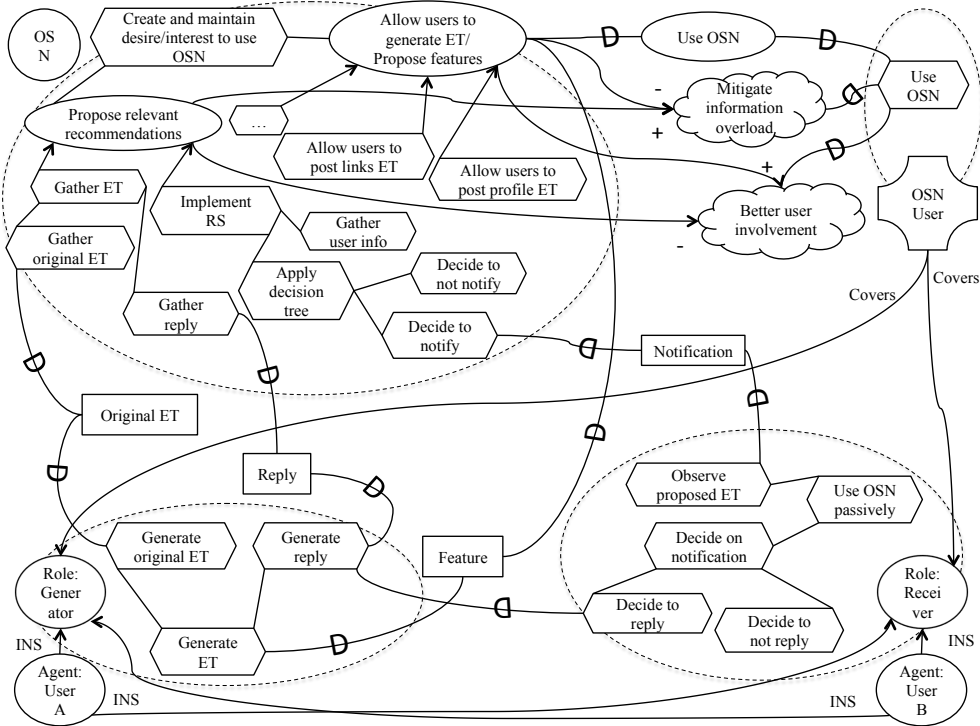 OS
N
Create and maintain
desire/interest to use
OSN
Allow users to
generate ET/
Propose features
D
Use OSN
D
Use
OSN
Propose relevant
recommendations
...
-
+
Mitigate
information
overload
D
D
Allow users to
post links ET
Allow users to
post profile ET
+
-
Better user
involvement
OSN
User
Gather ET
Implement
RS
Gather
original ET
Gather
user info
Covers
Covers
Apply
decision
tree
Decide to
not notify
Gather
reply
Decide to
notify
D
Notification
D
D
D
Original ET
D
D
Reply
D
D
Observe
proposed ET
Use OSN
passively
Generate
original ET
Generate
reply
Feature
Decide on
notification
Role:
Gener
ator
Role:
Recei
ver
D
Decide to
reply
Decide to
not reply
Generate
ET
D
INS
INS
Agent:
User
A
INS
INS
Agent:
User
B